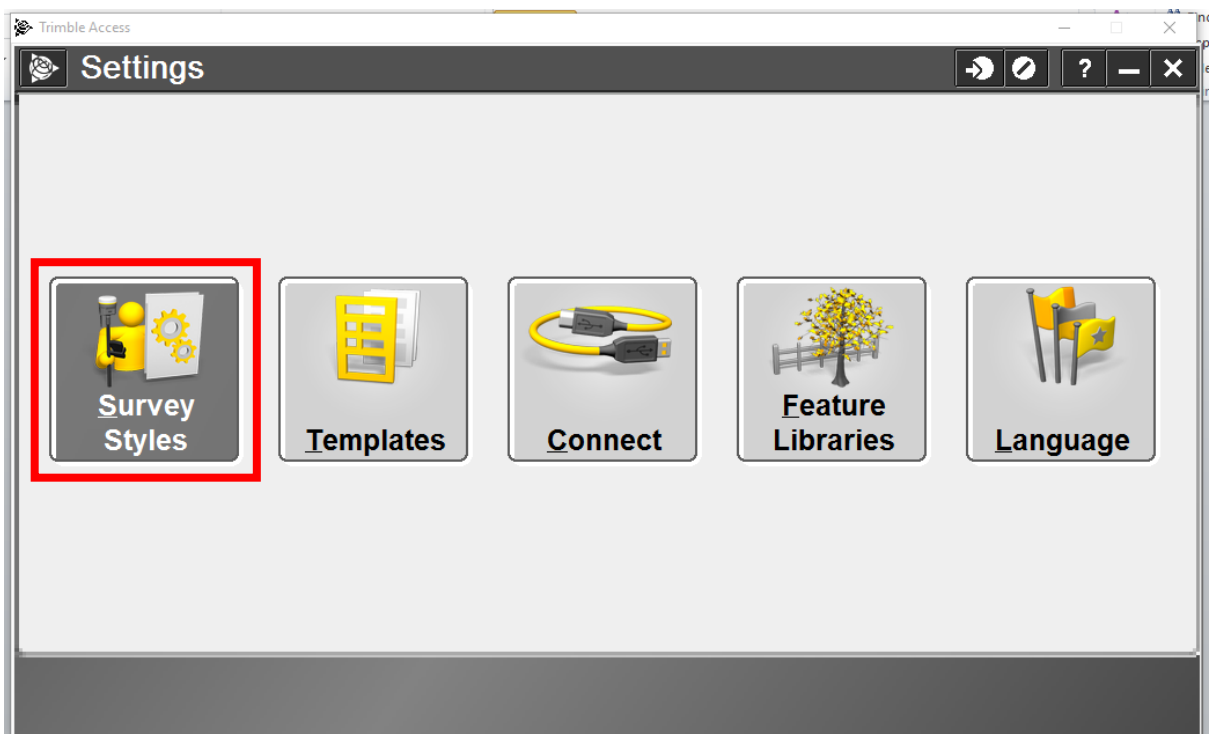 Trimble Access
Settings
?
Survey
Styles
Templates
Connect
Feature
Libraries
Language